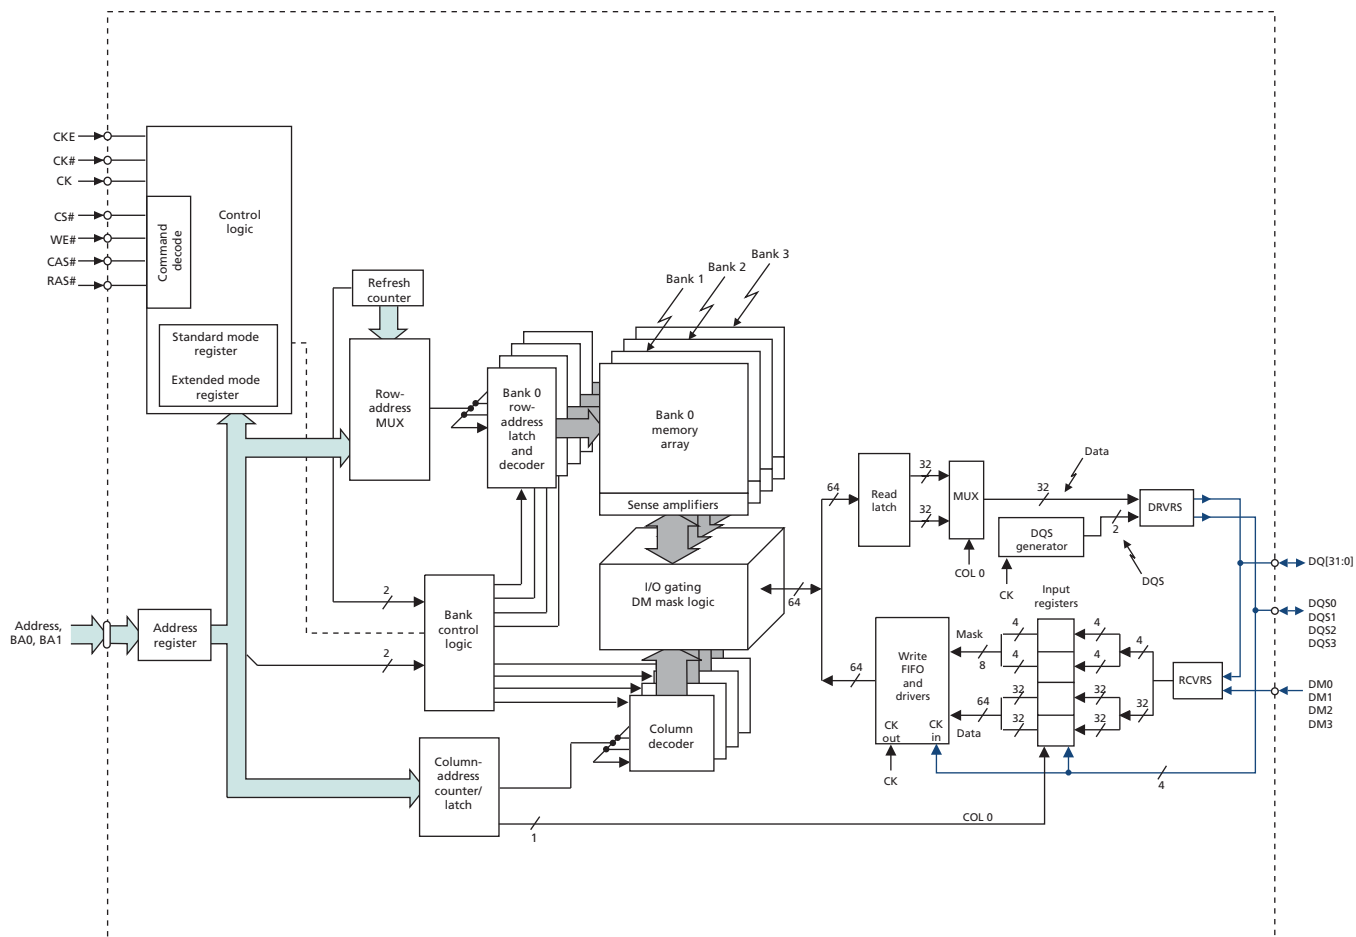 CKE
CK#
CK
CS#
WE#
CAS#
RAS#
Command
decode
Control
logic
Standard mode
register
Extended mode
register
Refresh
counter
Row-
address
MUX
Bank 0
row-
address
latch
and
decoder
Bank 1
Bank 2
Bank 3
Bank 0
memory
array
Sense amplifiers
I/O gating
DM mask logic
64
Address,
BA0, BA1
Address
register
2
2
Bank
control
logic
Column
decoder
Column-
address
counter/
latch
1
COL 0
64
Read
latch
32
32
MUX
COL 0
32
Data
DQS
generator
CK
2
DQS
DRVRS
DQ[31:0]
DQS0
DQS1
DQS2
DQS3
DM0
DM1
DM2
DM3
RCVRS
Input
registers
4
4
4
4
4
32
32
32
32
32
Mask
8
64
Data
Write
FIFO
and
drivers
CK
out
CK
in
CK
64
4